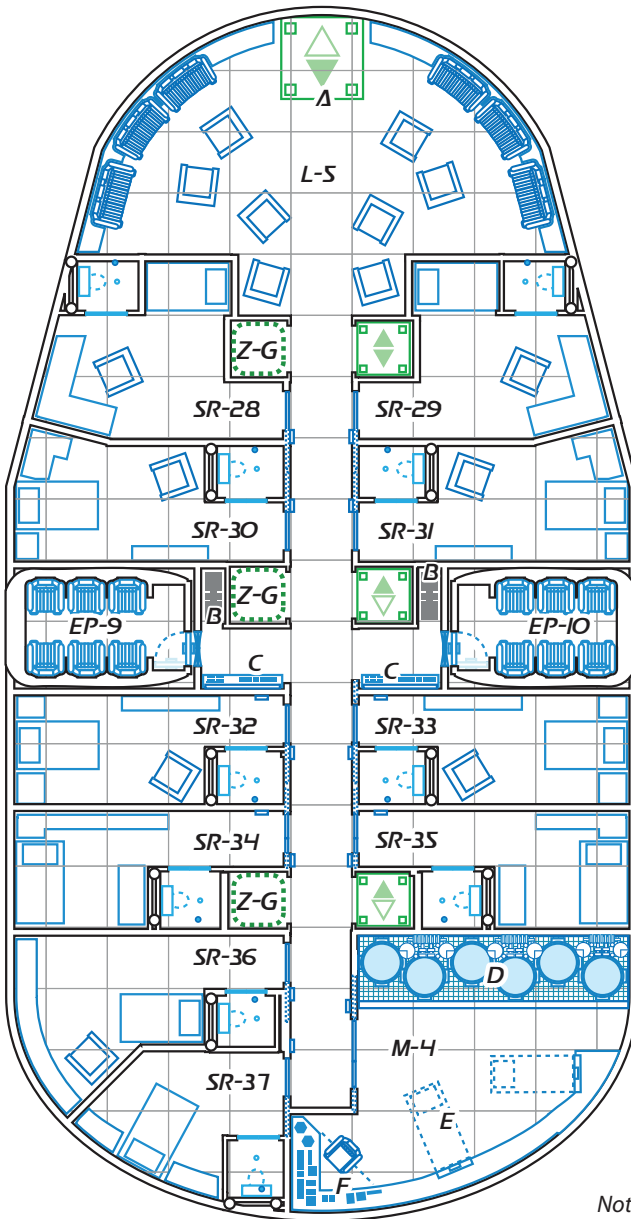 A
L-5
Z-G
SR-28 SR-29
SR-30 SR-31
B Z-G B
EP-9 EP-10
C C
SR-32 SR-33
SR-34 SR-35
Z-G
SR-36
D
M-4
SR-37
E
F
Not